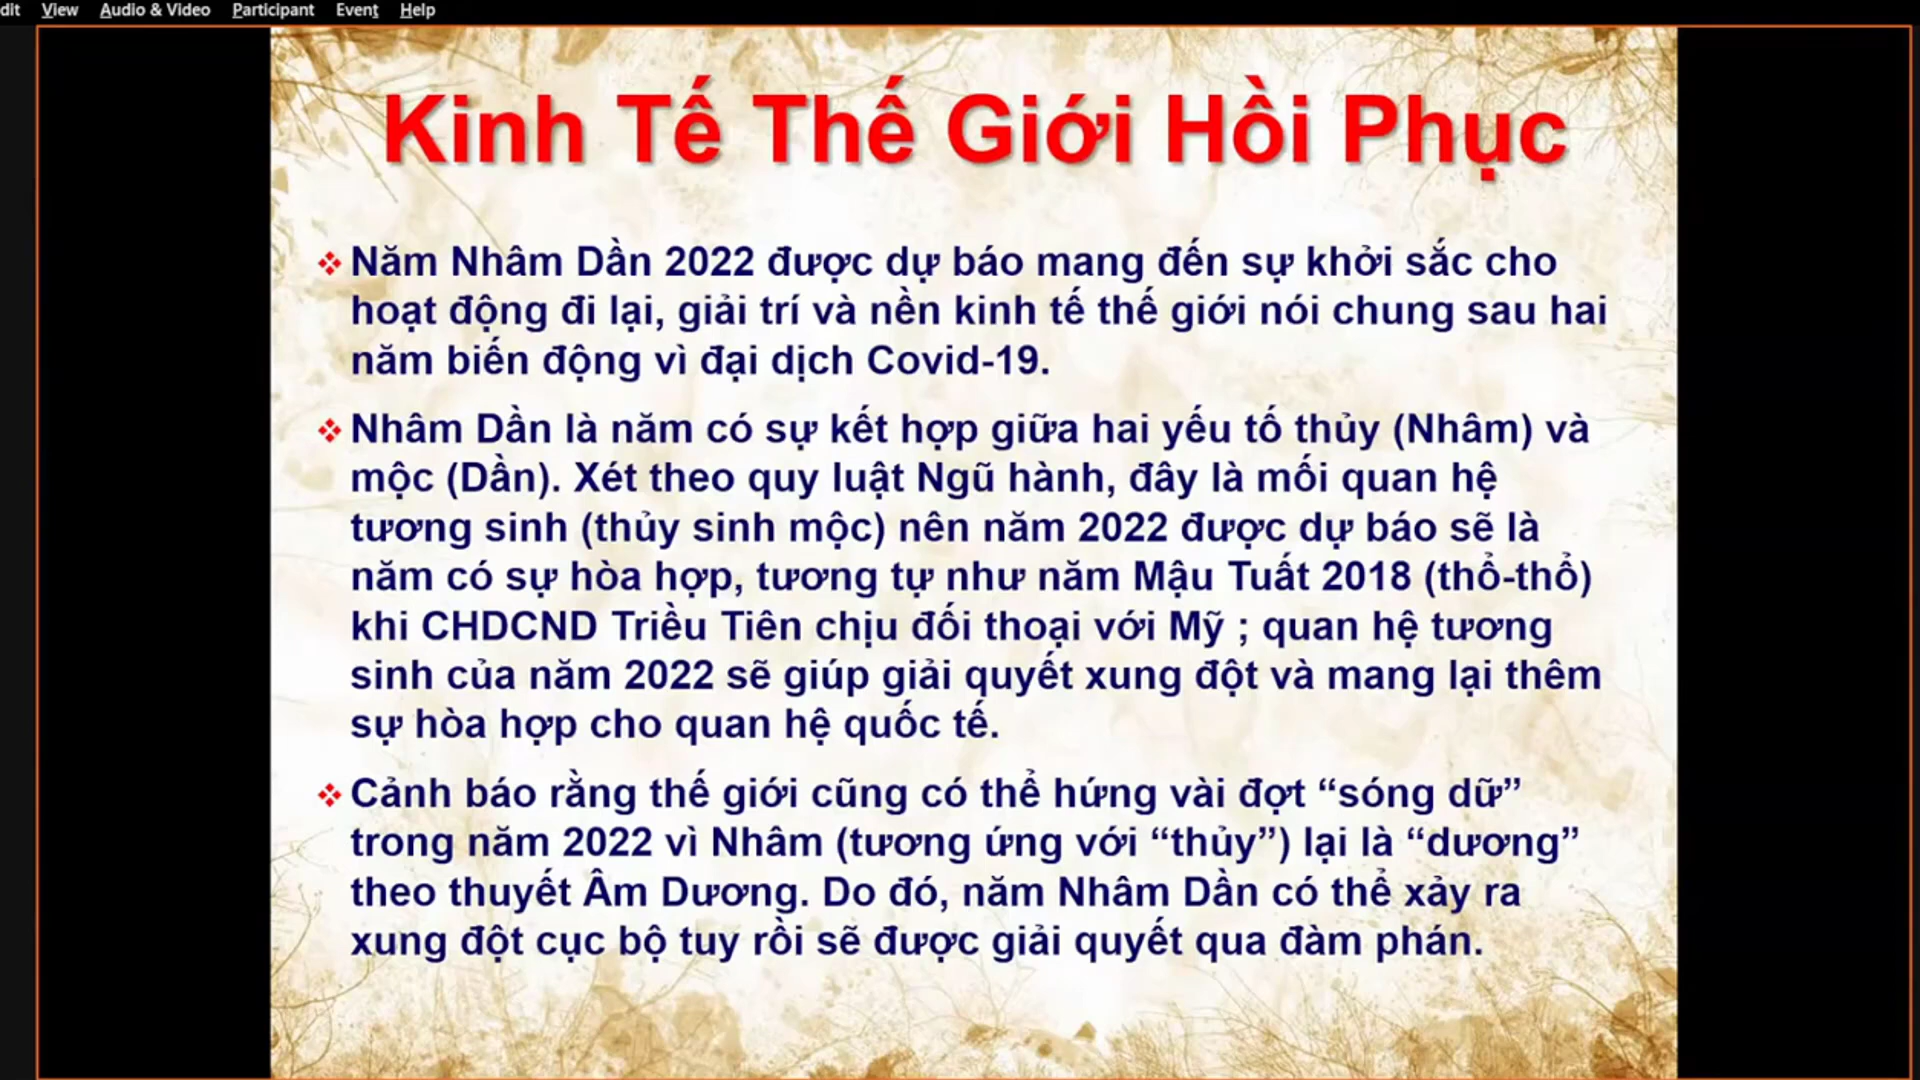 dit View Audio & Video Participant Event Help
Kinh Tế Thế Giới Hồi Phục
Năm Nhâm Dần 2022 được dự báo mang đến sự khởi sắc cho
hoạt động đi lại, giải trí và nền kinh tế thế giới nói chung sau hai
năm biến động vì đại dịch Covid-19.
Nhâm Dần là năm có sự kết hợp giữa hai yếu tố thủy (Nhâm) và
mộc (Dần). Xét theo quy luật Ngũ hành, đây là mối quan hệ
tương sinh (thủy sinh mộc) nên năm 2022 được dự báo sẽ là
năm có sự hòa hợp, tương tự như năm Mậu Tuất 2018 (thổ-thổ)
khi CHDCND Triều Tiên chịu đối thoại với Mỹ ; quan hệ tương
sinh của năm 2022 sẽ giúp giải quyết xung đột và mang lại thêm
sự hòa hợp cho quan hệ quốc tế.
Cảnh báo rằng thế giới cũng có thể hứng vài đợt “sóng dữ”
trong năm 2022 vì Nhâm (tương ứng với “thủy”) lại là “dương”
theo thuyết Âm Dương. Do đó, năm Nhâm Dần có thể xảy ra
xung đột cục bộ tuy rồi sẽ được giải quyết qua đàm phán.